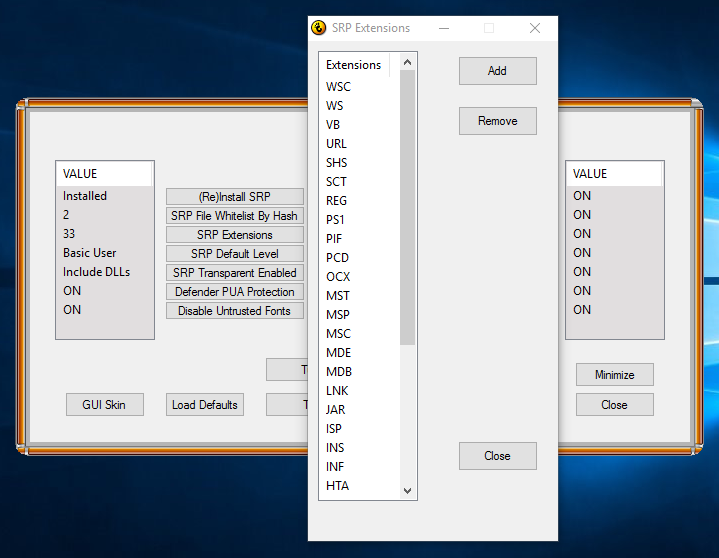 SRP Extensions
Extensions
WSC
WS
VB
URL
SHS
SCT
REG
PS1
PIF
PCD
OCX
MST
MSP
MSC
MDE
MDB
LNK
JAR
ISP
INS
INF
HTA
Add
Remove
Close
VALUE
Installed
2
33
Basic User
Include DLLs
ON
ON
(Re)Install SRP
SRP File Whitelist By Hash
SRP Extensions
SRP Default Level
SRP Transparent Enabled
Defender PUA Protection
Disable Untrusted Fonts
GUI Skin
Load Defaults
T
T
VALUE
ON
ON
ON
ON
ON
ON
ON
Minimize
Close